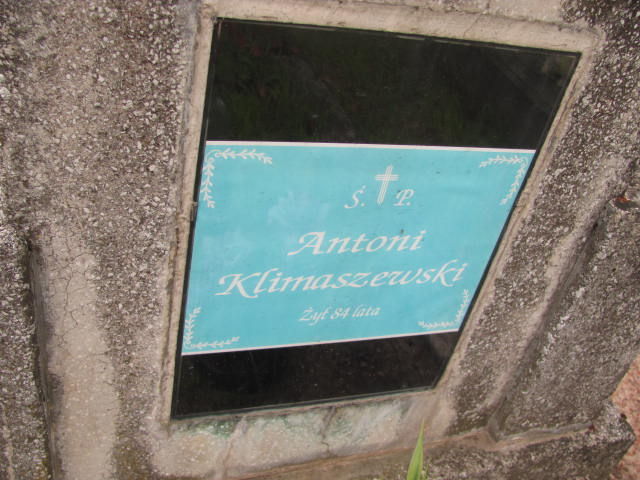 Ś. P.
Antoni
Klimaszewski
Żył 84 lata